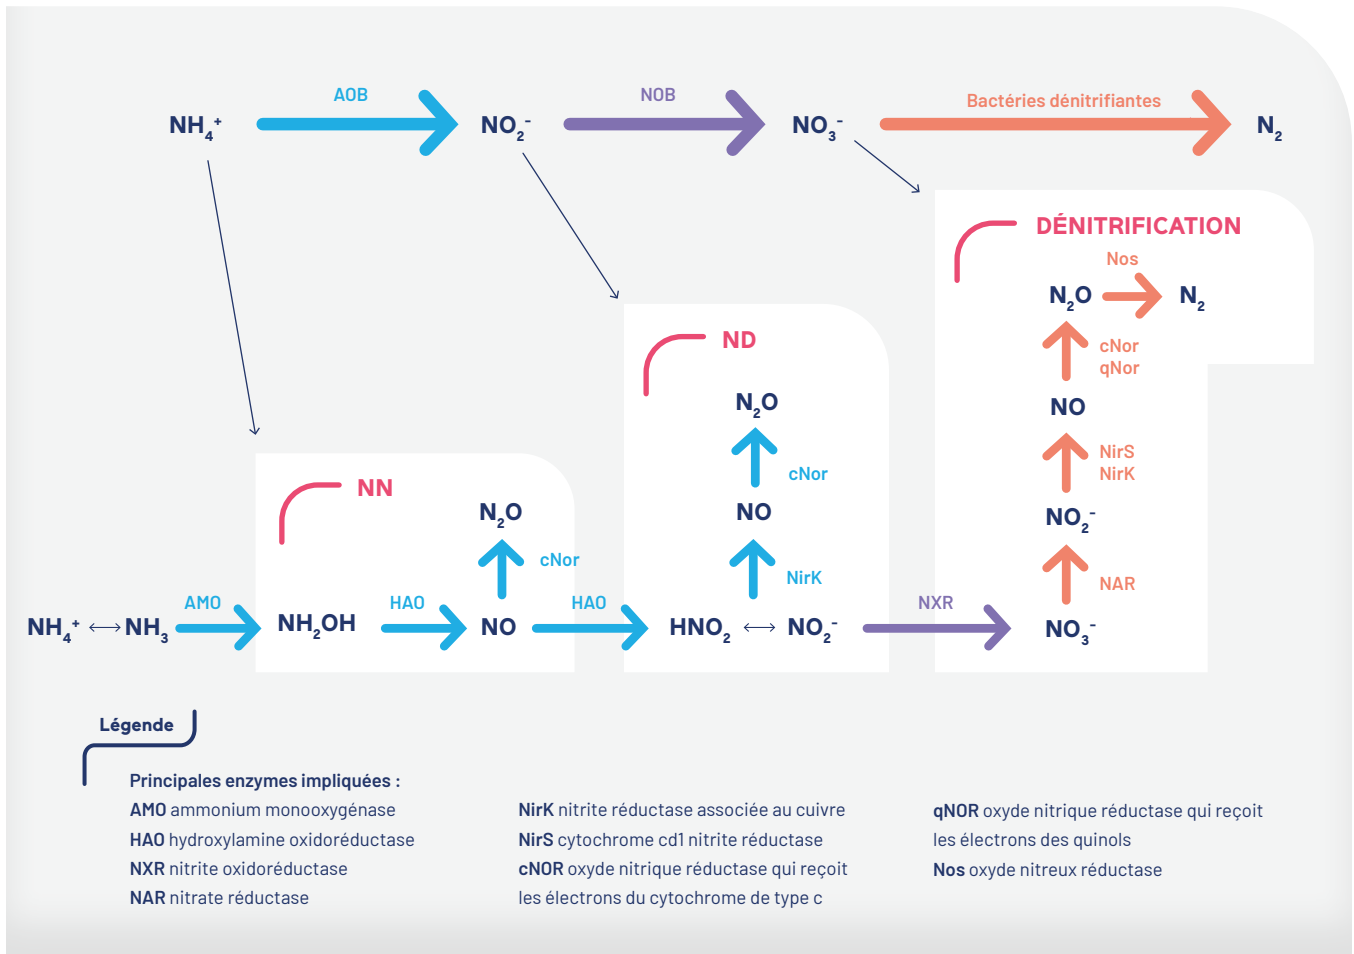 AOB
NOB
Bactéries dénitrifiantes
NH₄⁺
NO₂⁻
NO₃⁻
N₂
DÉNITRIFICATION
Nos
N₂O
N₂
cNor
qNor
NO
NirS
NirK
NO₂⁻
NAR
NO₃⁻
ND
N₂O
cNor
NO
NirK
HNO₂
NO₂⁻
NXR
NN
N₂O
cNor
NH₄⁺
NH₃
AMO
NH₂OH
HAO
NO
HAO
Légende
Principales enzymes impliquées :
AMO ammonium monooxygénase
HAO hydroxylamine oxidoréductase
NXR nitrite oxidoréductase
NAR nitrate réductase
NirK nitrite réductase associée au cuivre
NirS cytochrome cd1 nitrite réductase
cNOR oxyde nitrique réductase qui reçoit
les électrons du cytochrome de type c
qNOR oxyde nitrique réductase qui reçoit
les électrons des quinols
Nos oxyde nitreux réductase